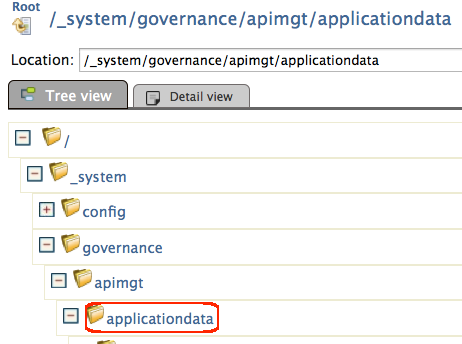 Root
/_system/governance/apimgt/applicationdata
Location: /_system/governance/apimgt/applicationdata
Tree view Detail view
/
_system
config
governance
apimgt
applicationdata